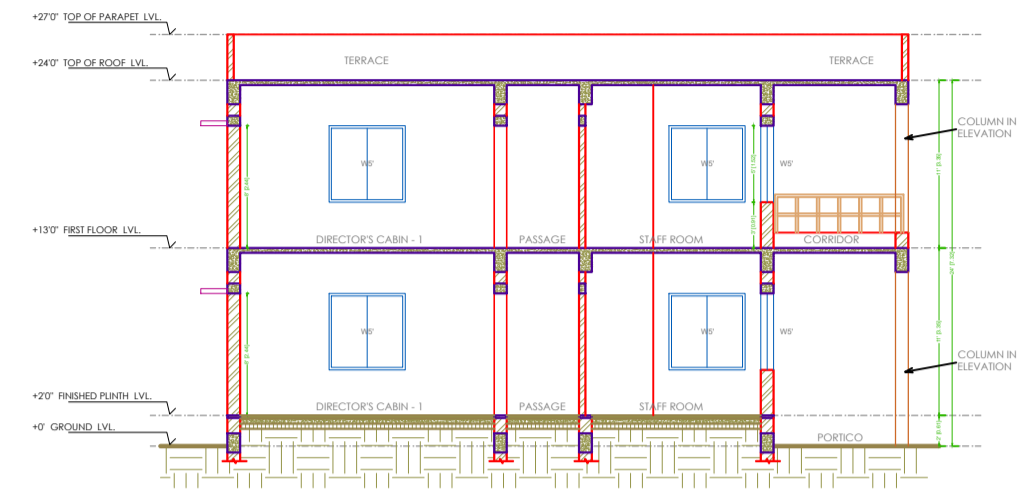 +27'0" TOP OF PARAPET LVL.
+24'0" TOP OF ROOF LVL.
TERRACE
TERRACE
COLUMN IN
ELEVATION
W5'
W5'
W5'
+13'0" FIRST FLOOR LVL.
DIRECTOR'S CABIN - 1
PASSAGE
STAFF ROOM
CORRIDOR
W5'
W5'
W5'
COLUMN IN
ELEVATION
+2'0" FINISHED PLINTH LVL.
DIRECTOR'S CABIN - 1
PASSAGE
STAFF ROOM
+0' GROUND LVL.
PORTICO